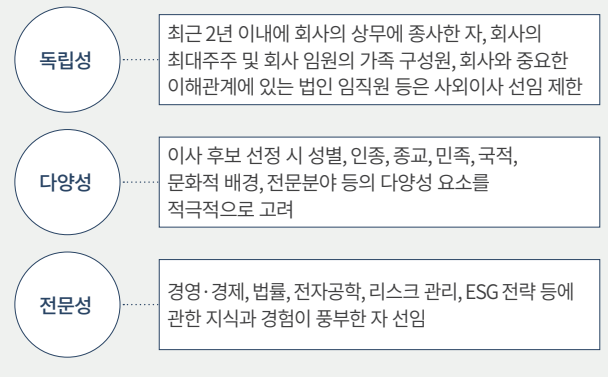 독립성
최근 2년 이내에 회사의 상무에 종사한 자, 회사의
최대주주 및 회사 임원의 가족 구성원, 회사와 중요한
이해관계에 있는 법인 임직원 등은 사외이사 선임 제한
다양성
이사 후보 선정 시 성별, 인종, 종교, 민족, 국적,
문화적 배경, 전문분야 등의 다양성 요소를
적극적으로 고려
전문성
경영·경제, 법률, 전자공학, 리스크 관리, ESG 전략 등에
관한 지식과 경험이 풍부한 자 선임